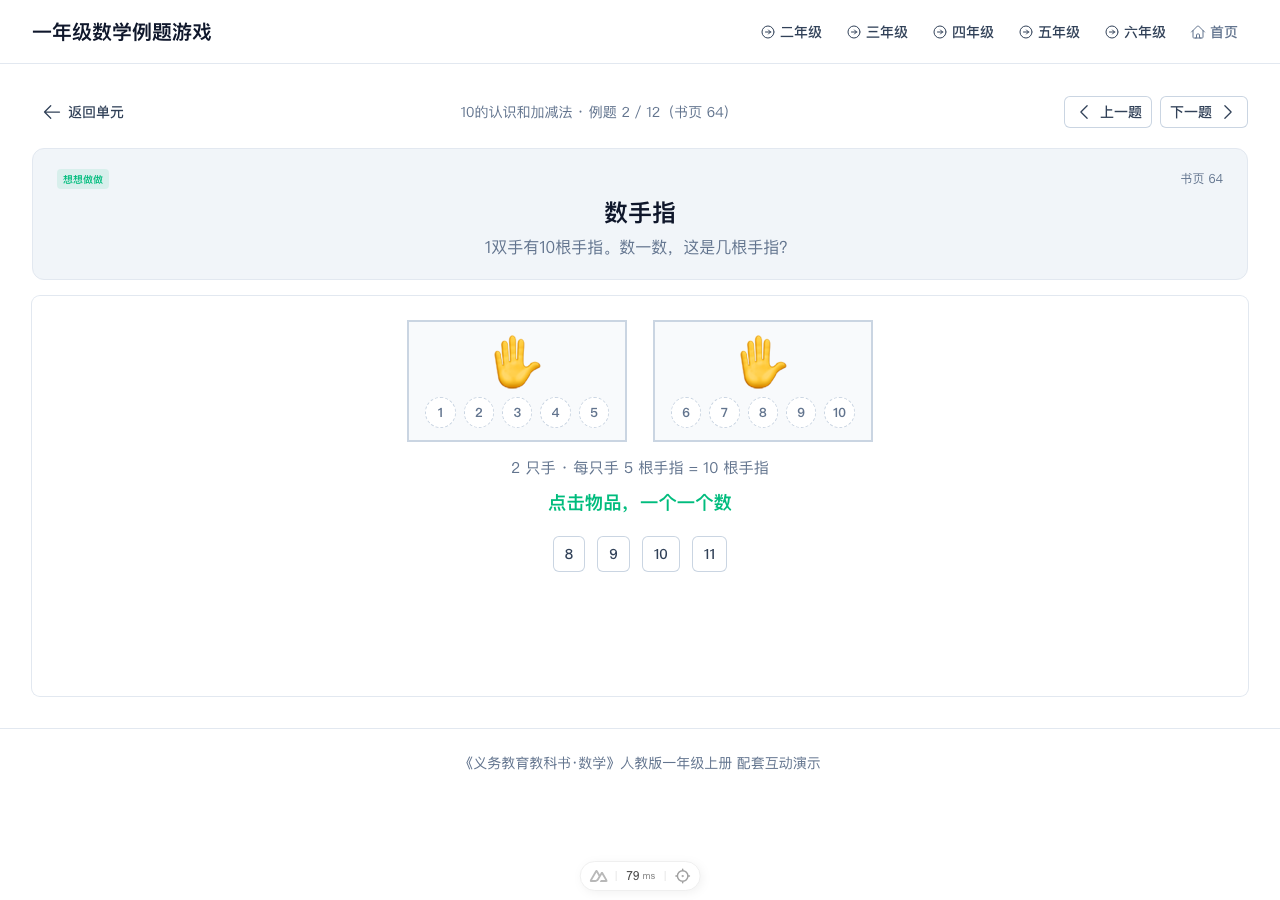 一年级数学例题游戏
二年级 三年级 四年级 五年级 六年级 首页
返回单元
10的认识和加减法 · 例题 2 / 12（书页 64）
上一题 下一题
想想做做
书页 64
数手指
1双手有10根手指。数一数，这是几根手指？
1 2 3 4 5 6 7 8 9 10
2 只手 · 每只手 5 根手指 = 10 根手指
点击物品，一个一个数
8 9 10 11
《义务教育教科书·数学》人教版一年级上册 配套互动演示
79 ms